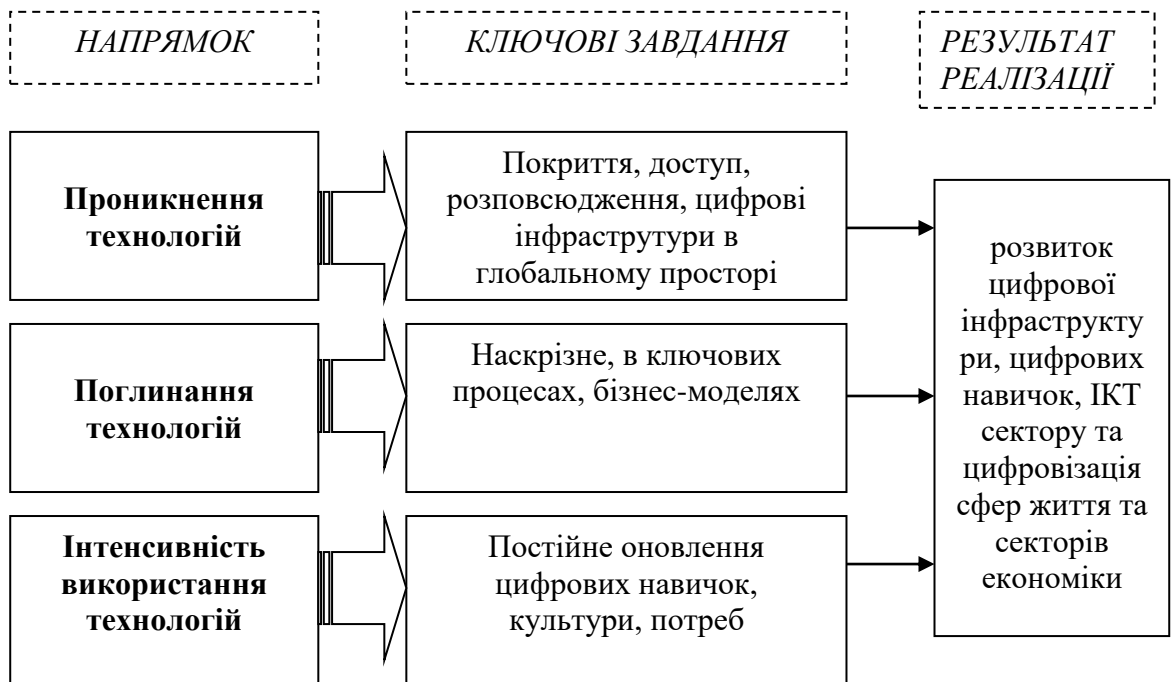 НАПРЯМОК
КЛЮЧОВІ ЗАВДАННЯ
РЕЗУЛЬТАТ
РЕАЛІЗАЦІЇ
Проникнення
технологій
Покриття, доступ,
розповсюдження, цифрові
інфраструтури в
глобальному просторі
Поглинання
технологій
Наскрізне, в ключових
процесах, бізнес-моделях
Інтенсивність
використання
технологій
Постійне оновлення
цифрових навичок,
культури, потреб
розвиток
цифрової
інфраструкту
ри, цифрових
навичок, ІКТ
сектору та
цифровізація
сфер життя та
секторів
економіки